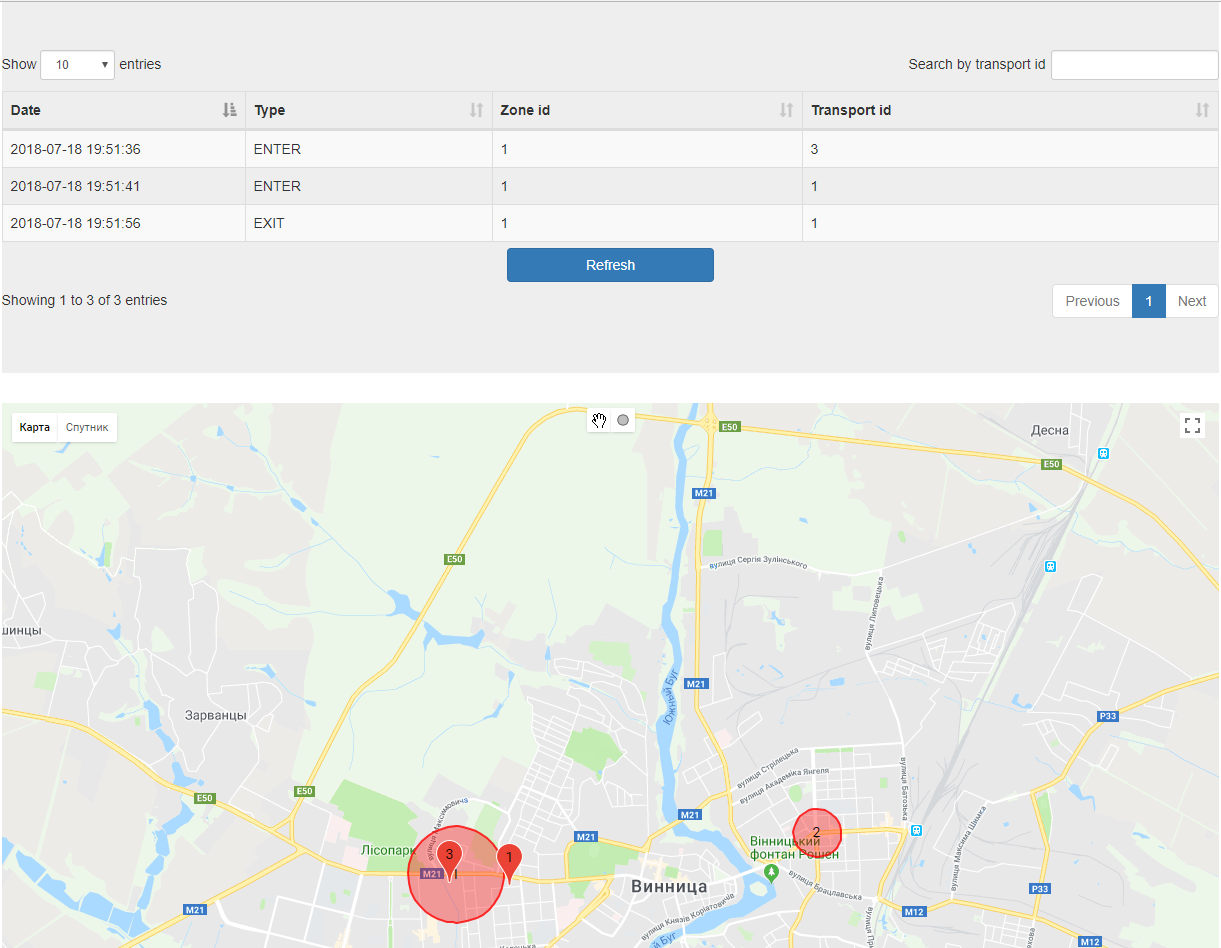 Show 10 entries Search by transport id
Date Type Zone id Transport id
2018-07-18 19:51:36 ENTER 1 3
2018-07-18 19:51:41 ENTER 1 1
2018-07-18 19:51:56 EXIT 1 1
Refresh
Showing 1 to 3 of 3 entries Previous 1 Next
Карта Спутник
E50
Десна
E50
M21
E50
вулиця Сергія Зулінського
вулиця Липовецька
шинцы
M21
Южный Буг
Зарванцы
P33
вулиця Стрілецька
вулиця Академіка Янгеля
вулиця Батозька
E50
E50
вулиця Максимовича
M21
вулиця Максима Шимка
2
M21
Вінницький
фонтан Рошен
Лісопарк
3
1
M21
1
Винница
вулиця Брацлавська
P33
M21
вулиця Князів Коріатовичів
M12
Буг
M12